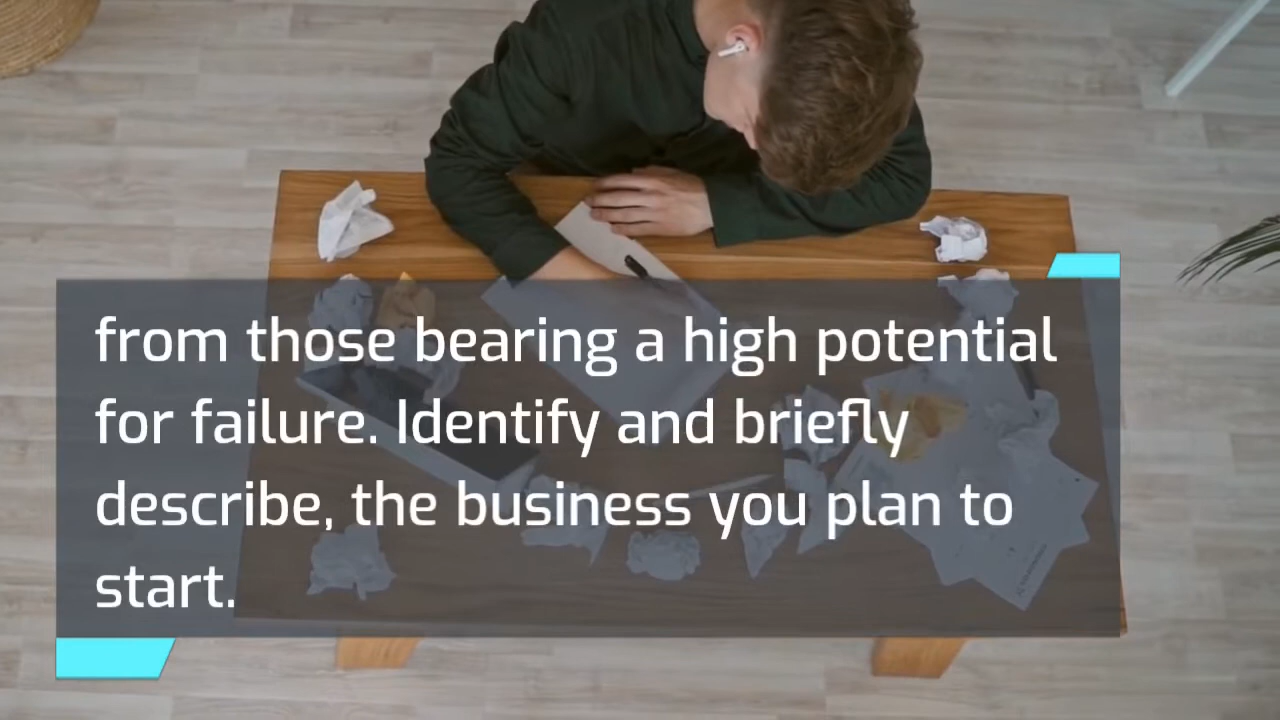 from those bearing a high potential
for failure. Identify and briefly
describe, the business you plan to
start.